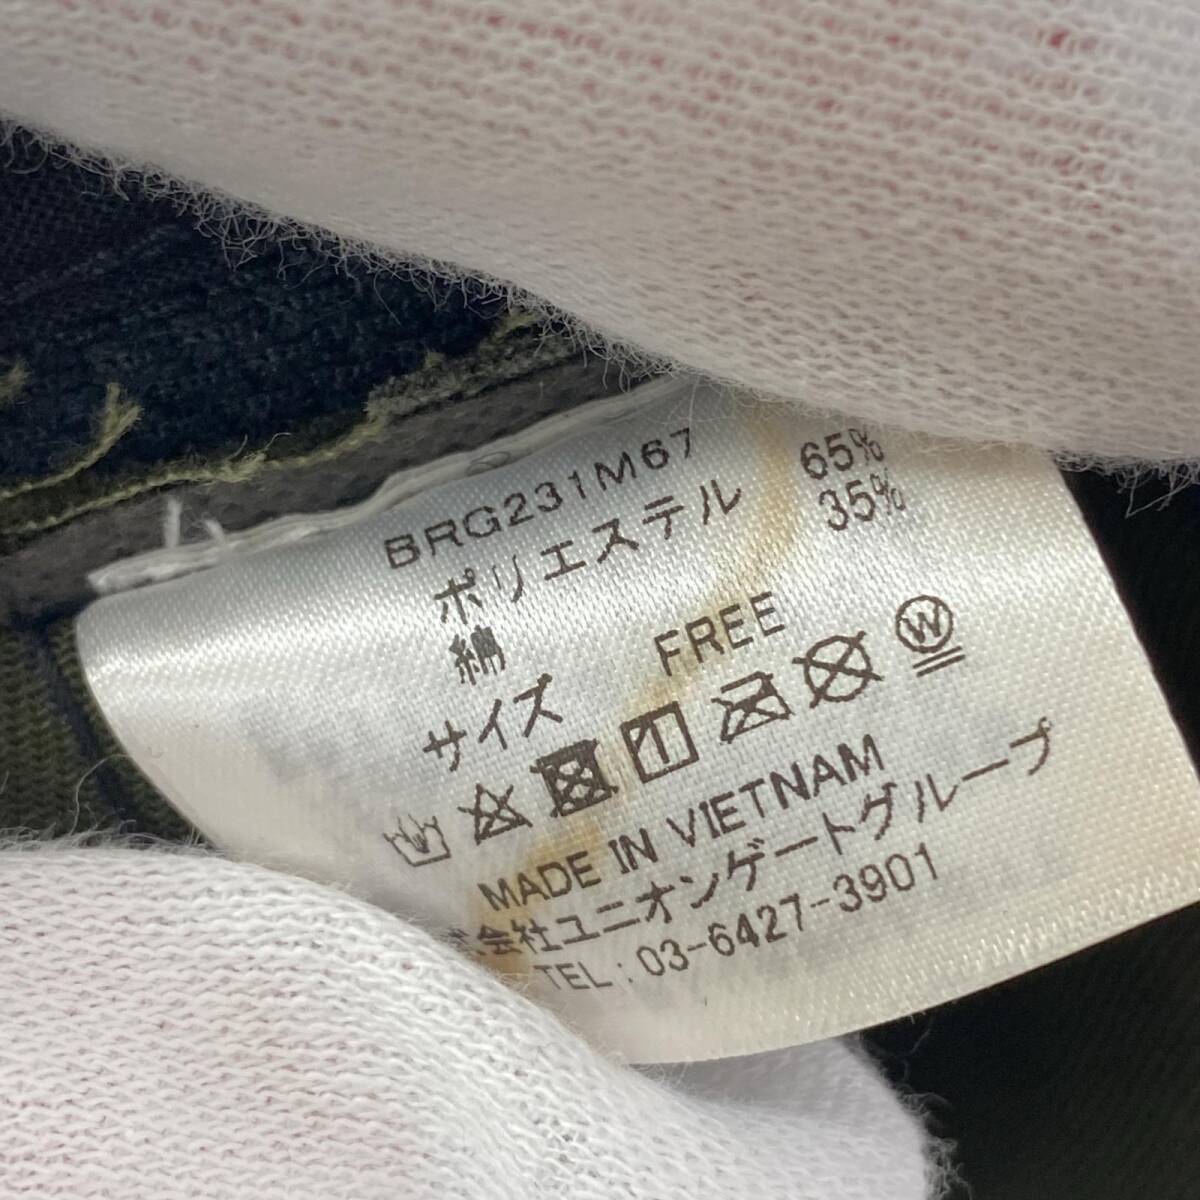 BRG231M67
ポリエステル 65%
綿 35%
サイズ FREE
W
MADE IN VIETNAM
会社ユニオンゲートグループ
TEL : 03-6427-3901